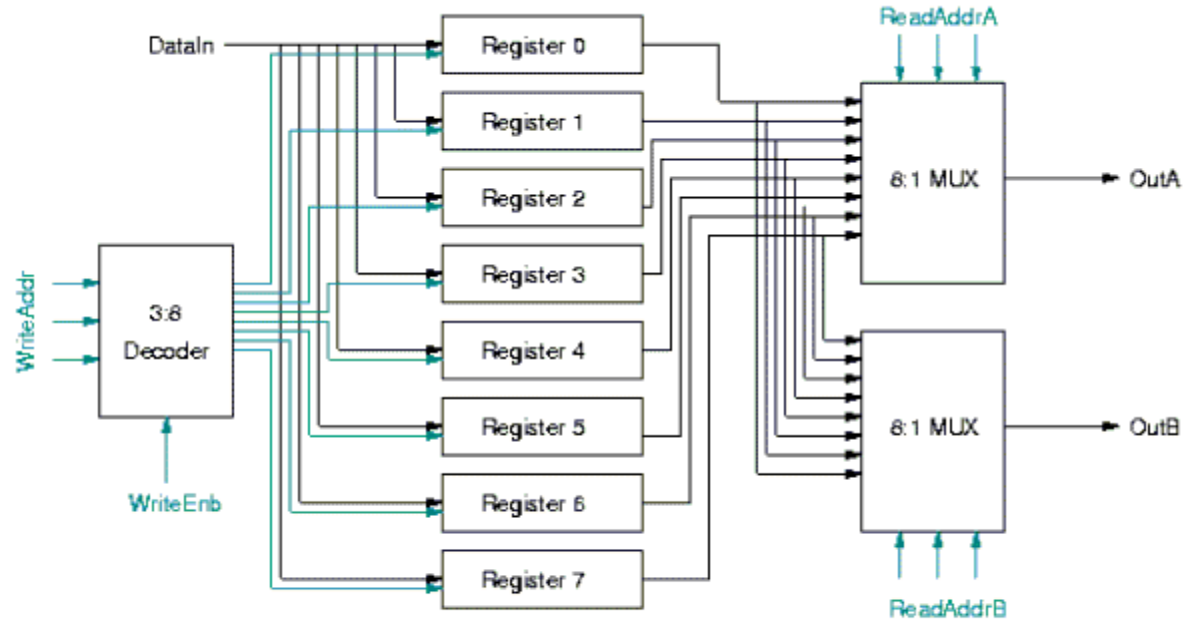 ReadAddrA
DataIn
Register 0
Register 1
Register 2
8:1 MUX
OutA
Register 3
WriteAddr
3:8
Decoder
Register 4
Register 5
8:1 MUX
OutB
WriteEnb
Register 6
Register 7
ReadAddrB